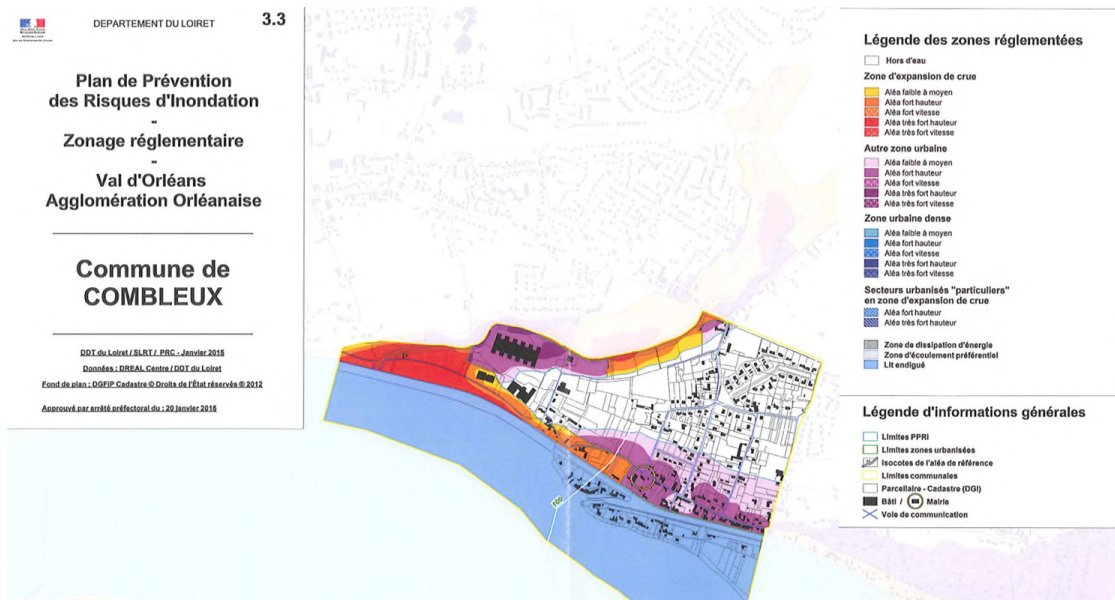 DEPARTEMENT DU LOIRET
3.3
Plan de Prévention
des Risques d'Inondation
-
Zonage réglementaire
-
Val d'Orléans
Agglomération Orléanaise
Commune de
COMBLEUX
DDT du Loiret / SLRT / PRC - Janvier 2015
Données : DREAL Centre / DDT du Loiret
Fond de plan : DGFiP Cadastre © Droits de l'État réservés ® 2012
Approuvé par arrêté préfectoral du : 20 janvier 2015
100
Légende des zones réglementées
Hors d'eau
Zone d'expansion de crue
Aléa faible à moyen
Aléa fort hauteur
Aléa fort vitesse
Aléa très fort hauteur
Aléa très fort vitesse
Autre zone urbaine
Aléa faible à moyen
Aléa fort hauteur
Aléa fort vitesse
Aléa très fort hauteur
Aléa très fort vitesse
Zone urbaine dense
Aléa faible à moyen
Aléa fort hauteur
Aléa fort vitesse
Aléa très fort hauteur
Aléa très fort vitesse
Secteurs urbanisés "particuliers"
en zone d'expansion de crue
Aléa fort hauteur
Aléa très fort hauteur
Zone de dissipation d'énergie
Zone d'écoulement préférentiel
Lit endigué
Légende d'informations générales
Limites PPRI
Limites zones urbanisées
Isocotes de l'aléa de référence
Limites communales
Parcellaire - Cadastre (DGI)
Bâti / Mairie
Voie de communication